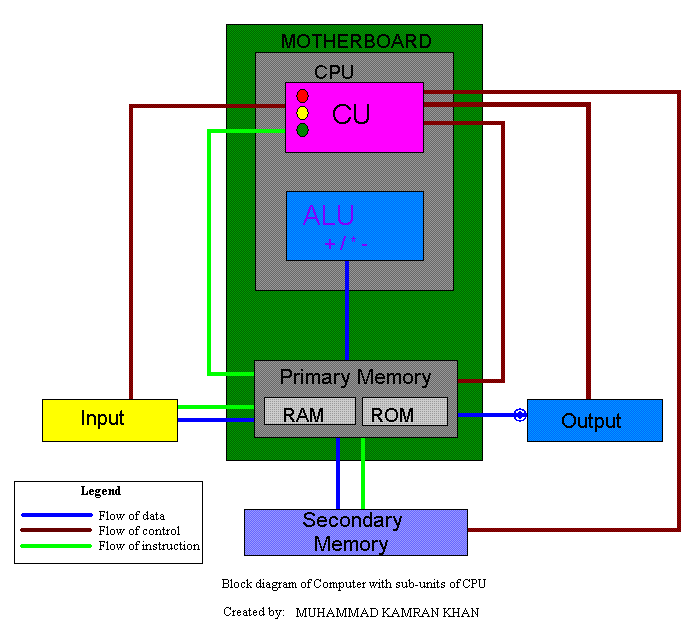 MOTHERBOARD
CPU
CU
ALU
+ / * -
Primary Memory
RAM
ROM
Input
Output
Secondary
Memory
Legend
Flow of data
Flow of control
Flow of instruction
Block diagram of Computer with sub-units of CPU
Created by: MUHAMMAD KAMRAN KHAN